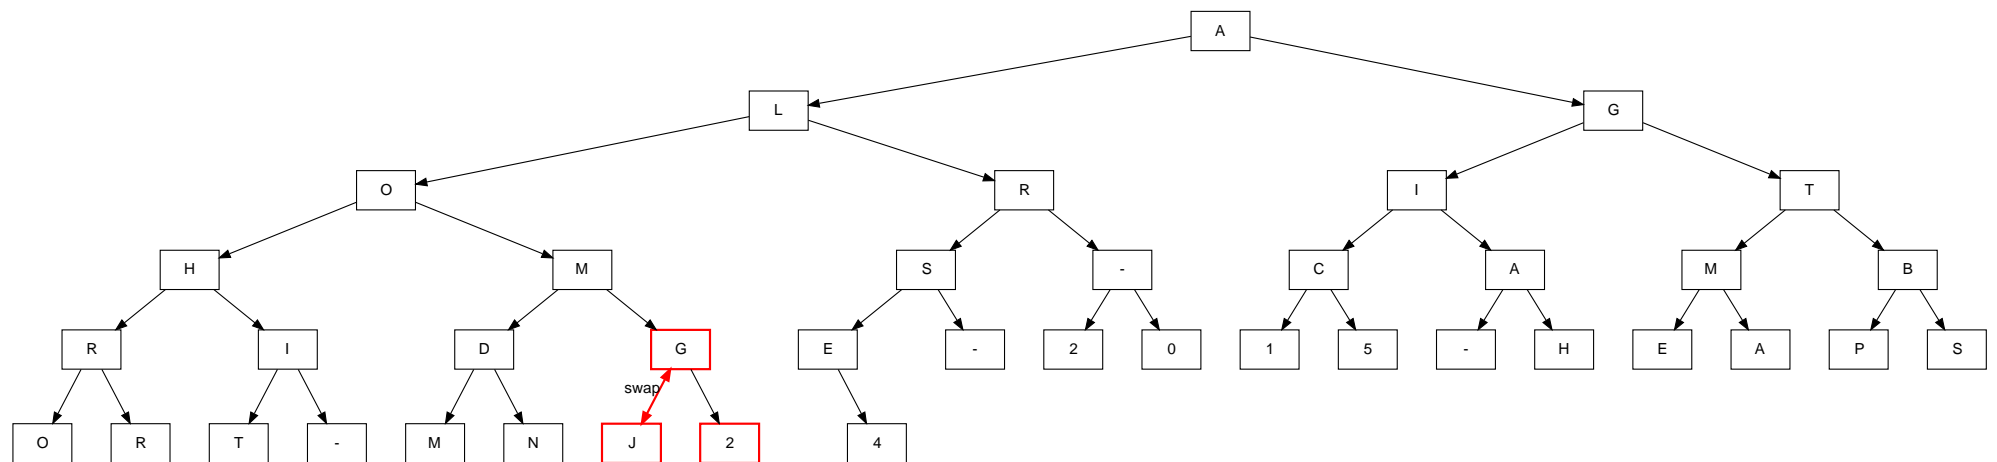 A
L G
O R I T
H M S - C A M B
R I D G E - 2 0 1 5 - H E A P S
swap
O R T - M N J 2 4